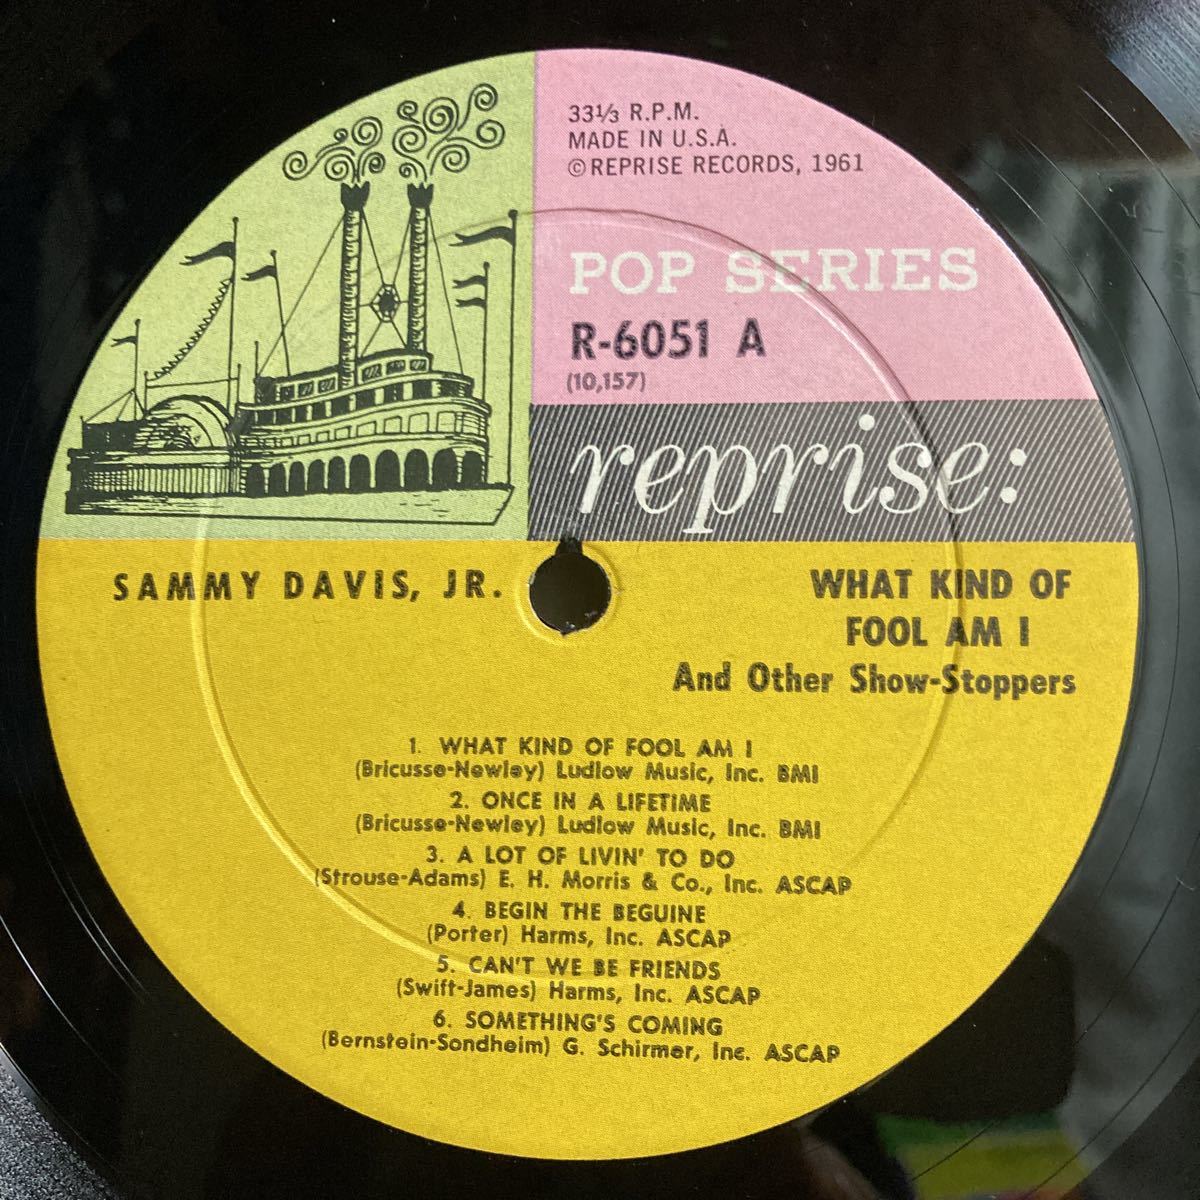 33⅓ R.P.M.
MADE IN U.S.A.
©REPRISE RECORDS, 1961
POP SERIES
R-6051 A
(10,157)
reprise:
SAMMY DAVIS, JR.
WHAT KIND OF
FOOL AM I
And Other Show-Stoppers
1. WHAT KIND OF FOOL AM I
(Bricusse-Newley) Ludlow Music, Inc. BMI
2. ONCE IN A LIFETIME
(Bricusse-Newley) Ludlow Music, Inc. BMI
3. A LOT OF LIVIN' TO DO
(Strouse-Adams) E. H. Morris & Co., Inc. ASCAP
4. BEGIN THE BEGUINE
(Porter) Harms, Inc. ASCAP
5. CAN'T WE BE FRIENDS
(Swift-James) Harms, Inc. ASCAP
6. SOMETHING'S COMING
(Bernstein-Sondheim) G. Schirmer, Inc. ASCAP